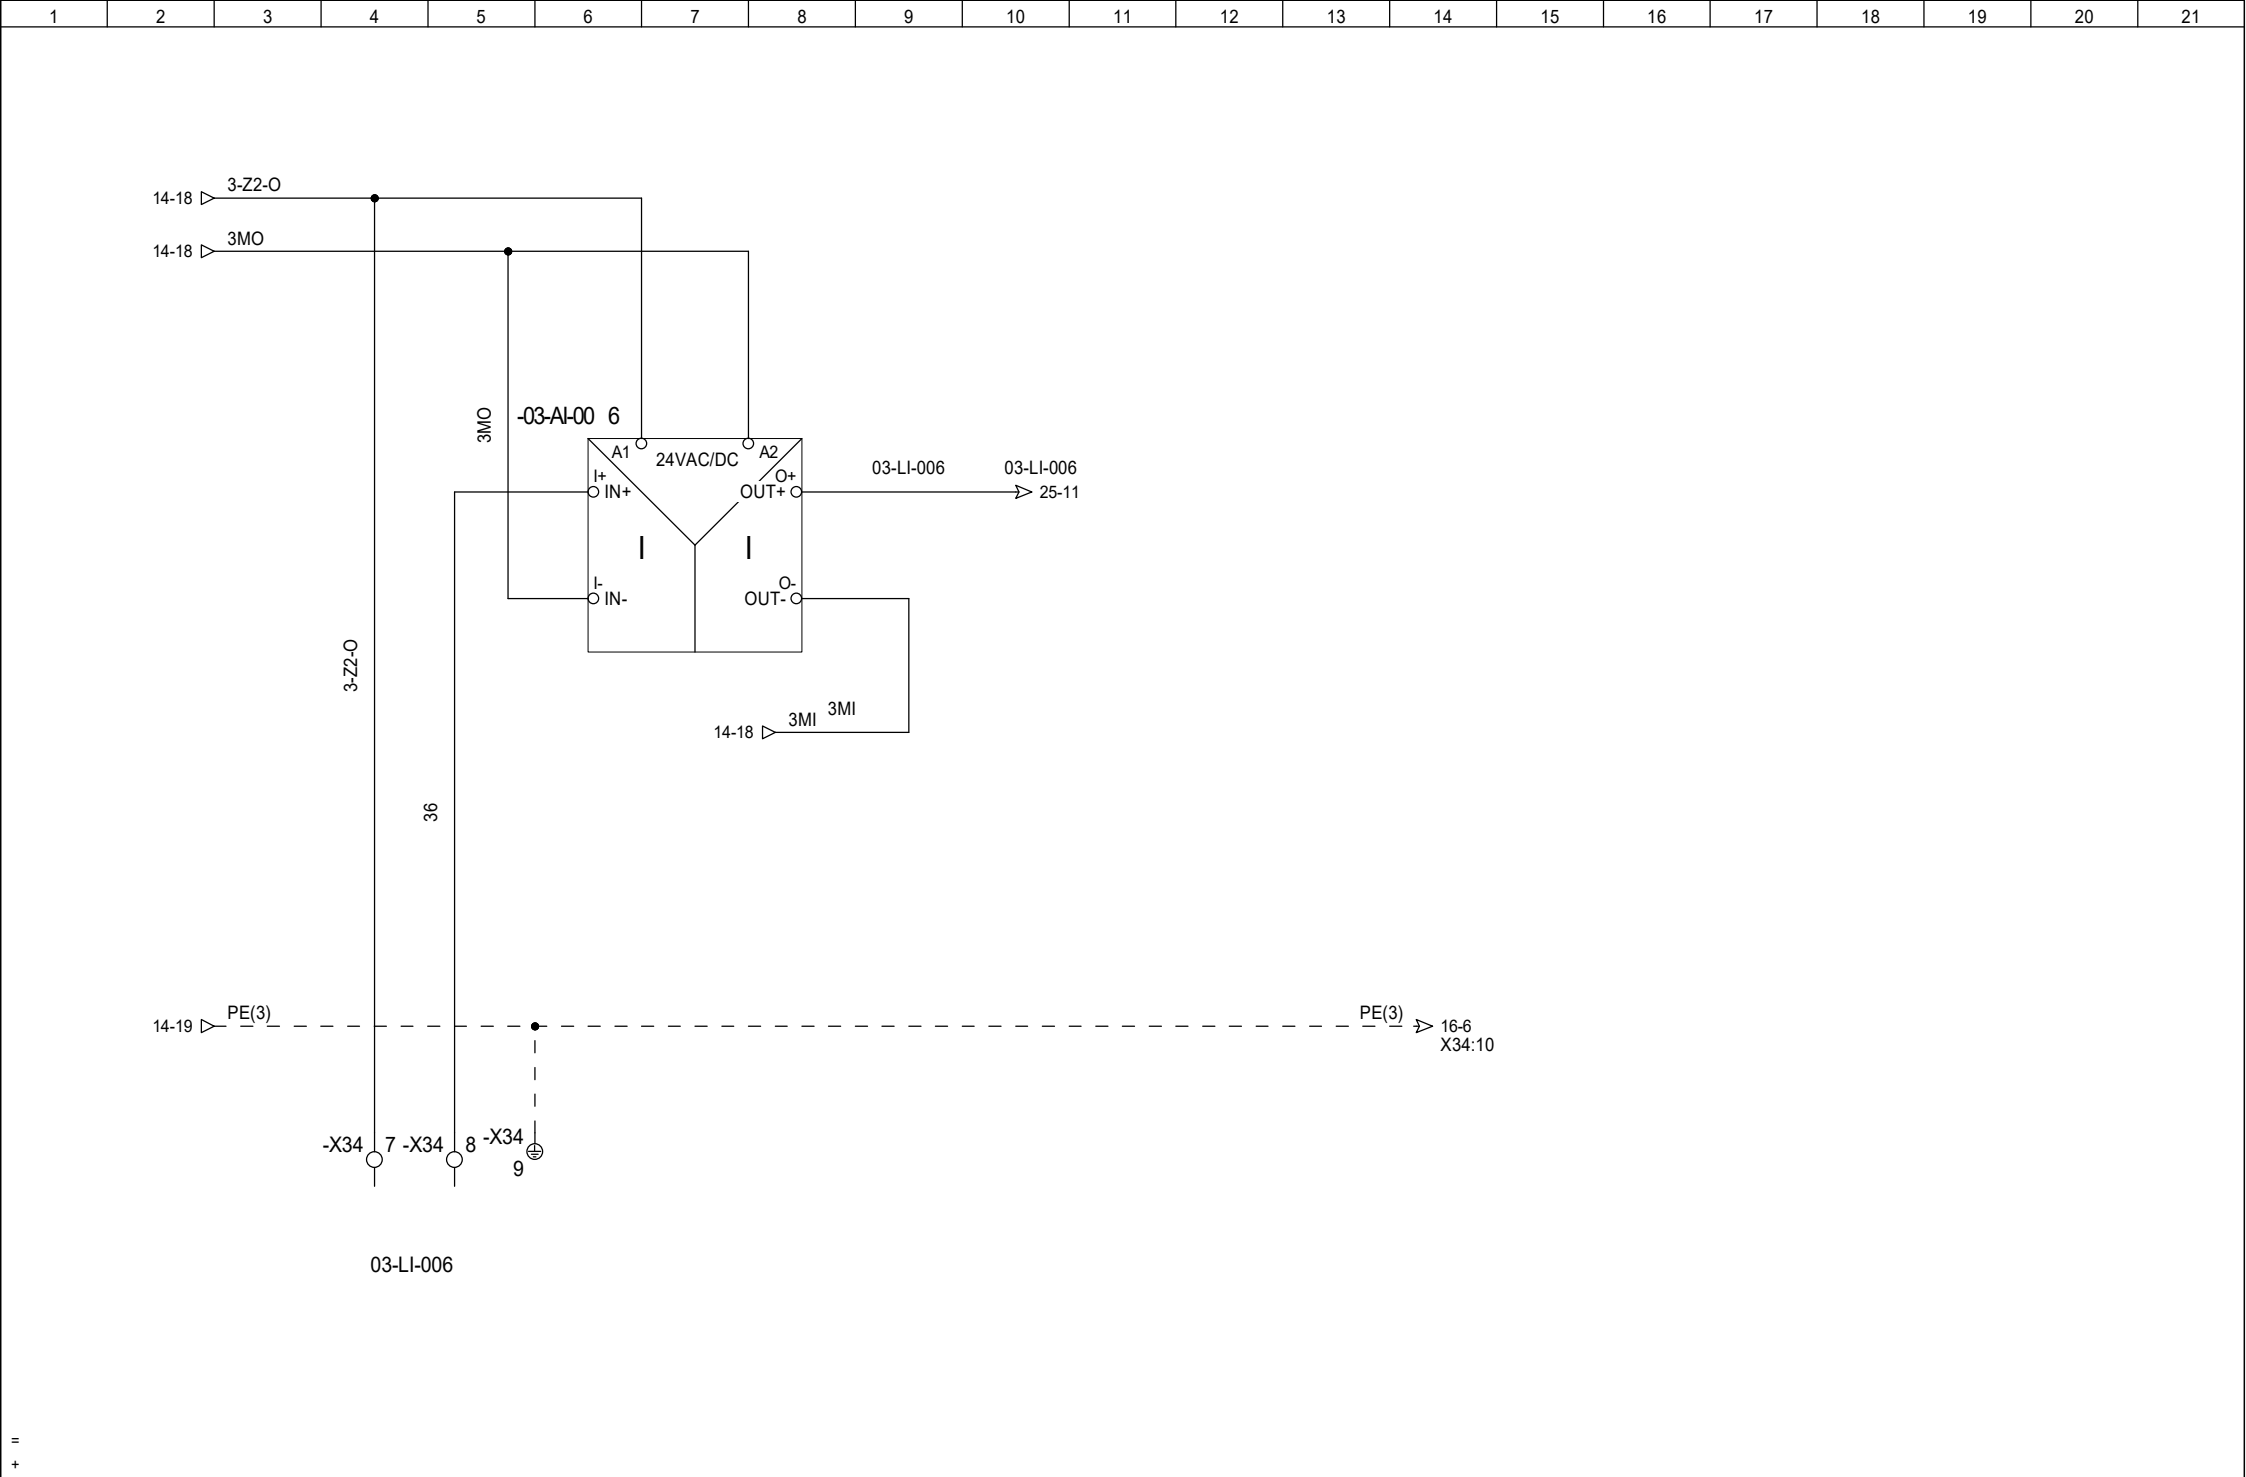 1 2 3 4 5 6 7 8 9 10 11 12 13 14 15 16 17 18 19 20 21
3-Z2-O
14-18
3MO
14-18
3MO
-03-AI-00 6
A1 24VAC/DC A2
I+ O+
IN+ OUT+
03-LI-006 03-LI-006
25-11
I I
I- O-
IN- OUT-
3-Z2-O
3MI 3MI
14-18
36
PE(3) PE(3)
14-19 16-6
X34:10
-X34 7 -X34 8 -X34
9
03-LI-006
=
+